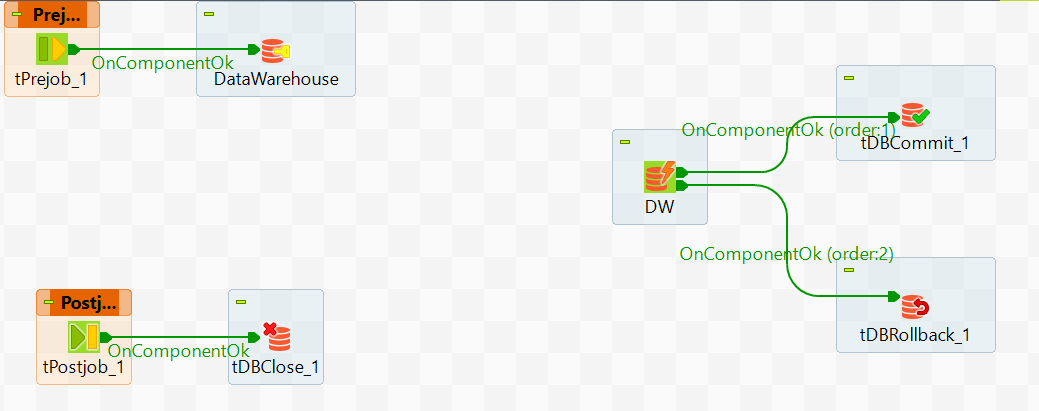 Prej...
OnComponentOk
tPrejob_1
DataWarehouse
OnComponentOk (order:1)
tDBCommit_1
DW
OnComponentOk (order:2)
Postj...
tDBRollback_1
OnComponentOk
tPostjob_1
tDBClose_1